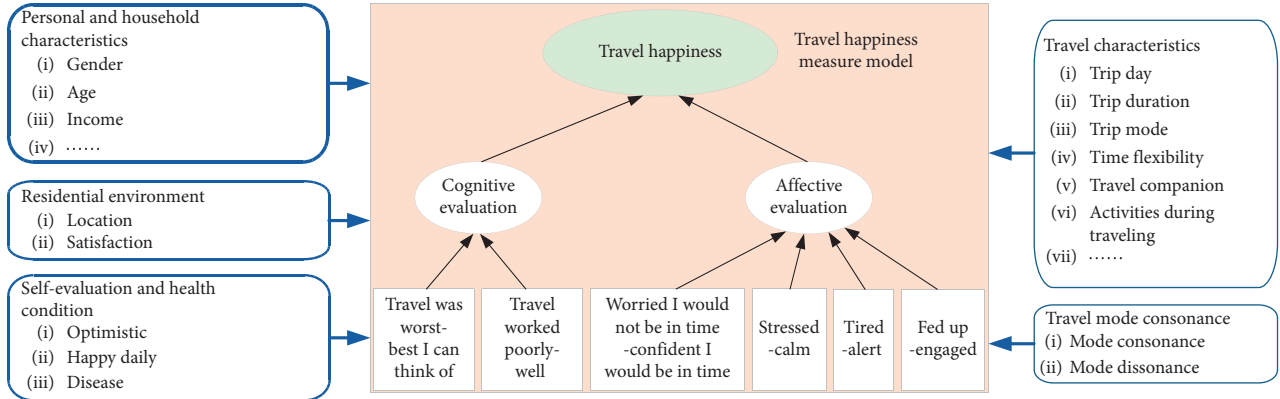 Personal and household
characteristics
(i) Gender
(ii) Age
(iii) Income
(iv) ……
Residential environment
(i) Location
(ii) Satisfaction
Self-evaluation and health
condition
(i) Optimistic
(ii) Happy daily
(iii) Disease
Travel happiness
Travel happiness
measure model
Cognitive
evaluation
Affective
evaluation
Travel was
worst-
best I can
think of
Travel
worked
poorly-
well
Worried I would
not be in time
-confident I
would be in time
Stressed
-calm
Tired
-alert
Fed up
-engaged
Travel characteristics
(i) Trip day
(ii) Trip duration
(iii) Trip mode
(iv) Time flexibility
(v) Travel companion
(vi) Activities during
traveling
(vii) ……
Travel mode consonance
(i) Mode consonance
(ii) Mode dissonance